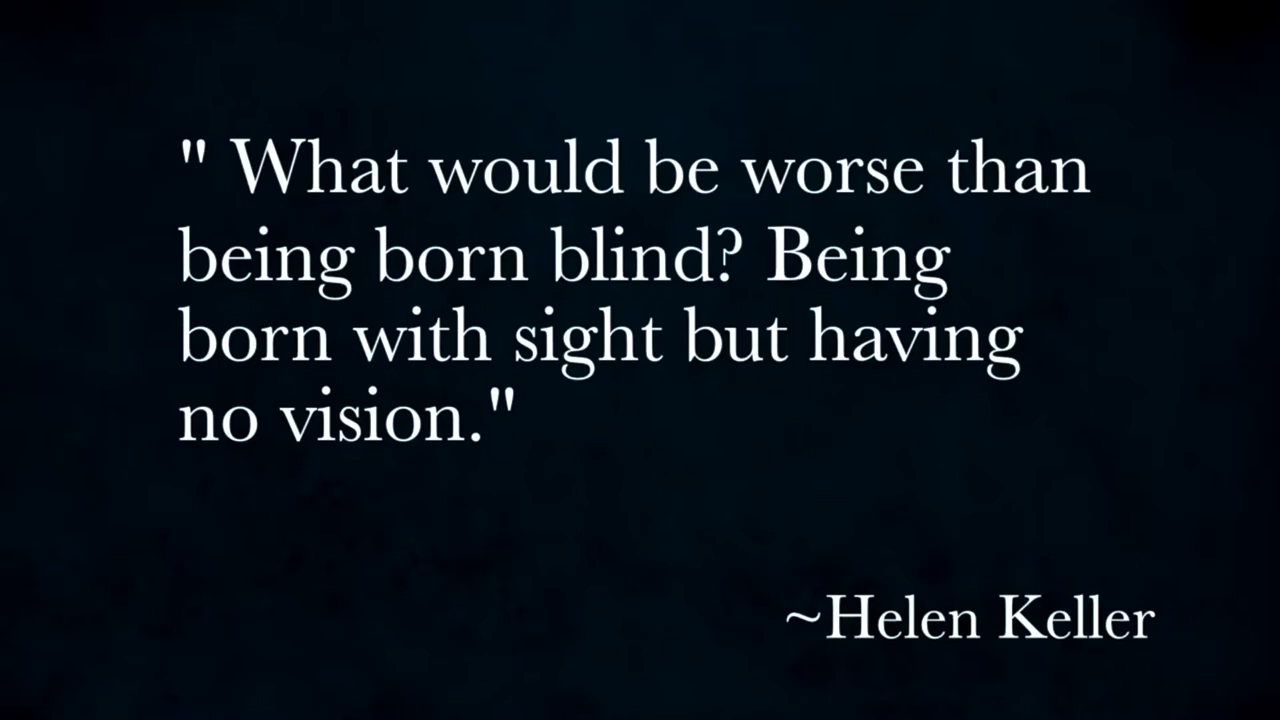 " What would be worse than
being born blind? Being
born with sight but having
no vision."
~Helen Keller